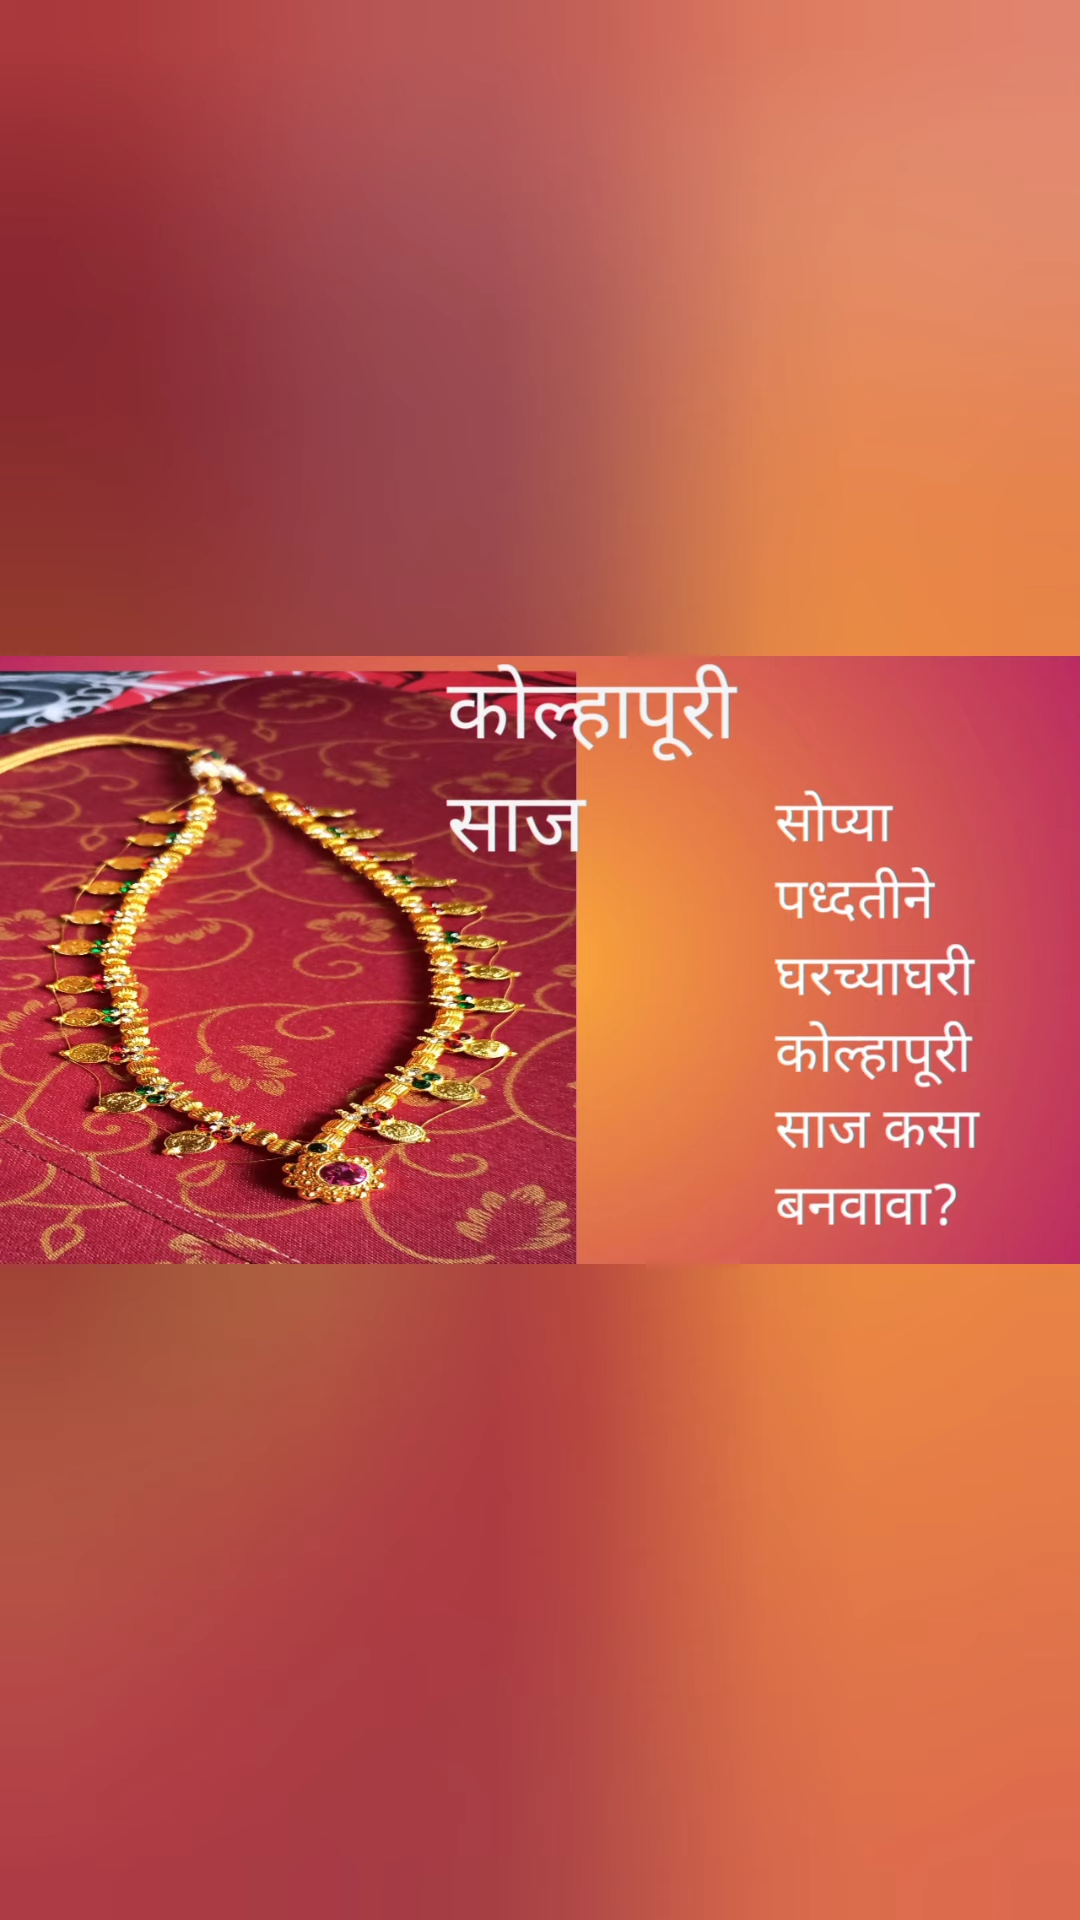 कोल्हापूरी
साज
सोप्या
पध्दतीने
घरच्याघरी
कोल्हापूरी
साज कसा
बनवावा?